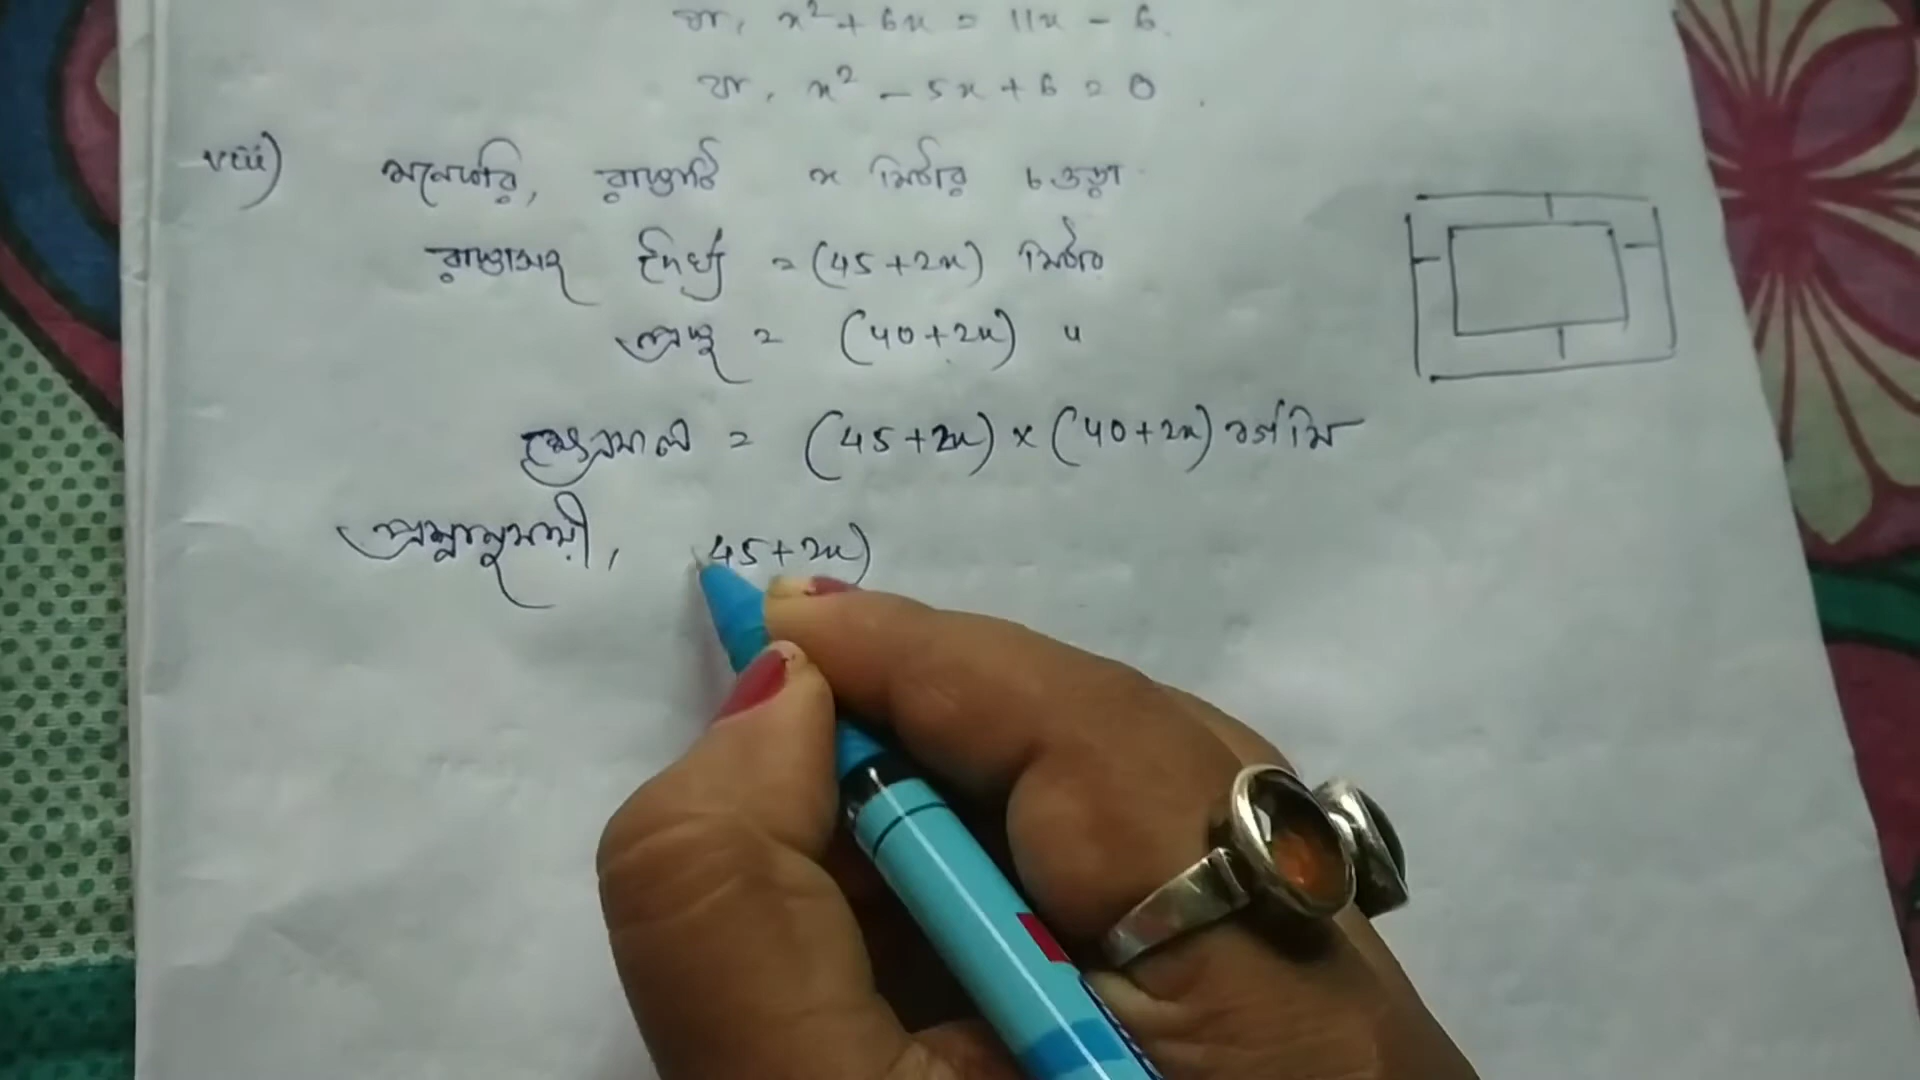 বা, x² + 6x = 11x - 6.
বা, x² - 5x + 6 = 0.
viii) মনেকরি, রাস্তাটি x মিটার চওড়া
রাস্তাসহ দৈর্ঘ্য = (45+2x) মিটার
প্রস্থ = (40+2x) "
ক্ষেত্রফল = (45+2x) × (40+2x) বর্গমি
প্রশ্নানুযায়ী, 45+2x)